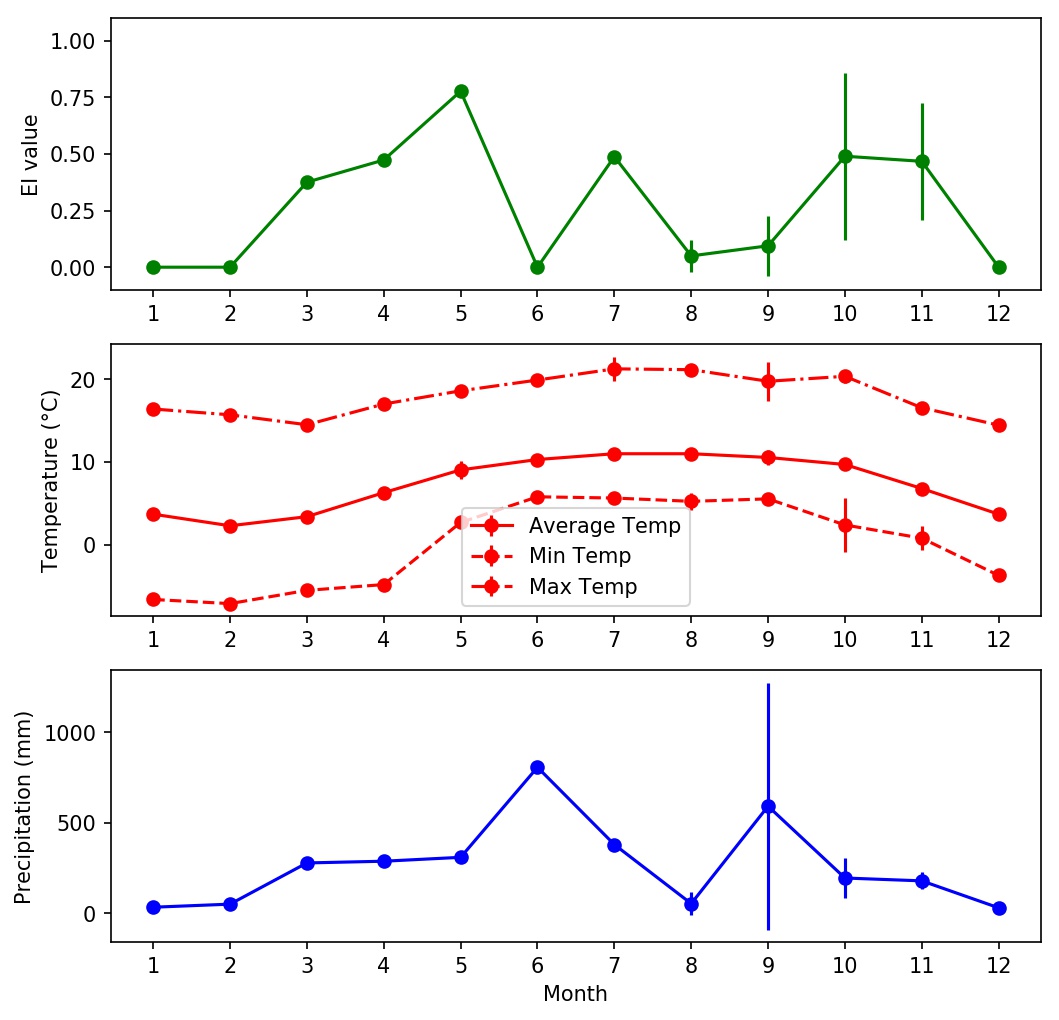 1.00
0.75
0.50
0.25
0.00
EI value
1 2 3 4 5 6 7 8 9 10 11 12
20
10
0
Temperature (°C)
Average Temp
Min Temp
Max Temp
1 2 3 4 5 6 7 8 9 10 11 12
1000
500
0
Precipitation (mm)
1 2 3 4 5 6 7 8 9 10 11 12
Month